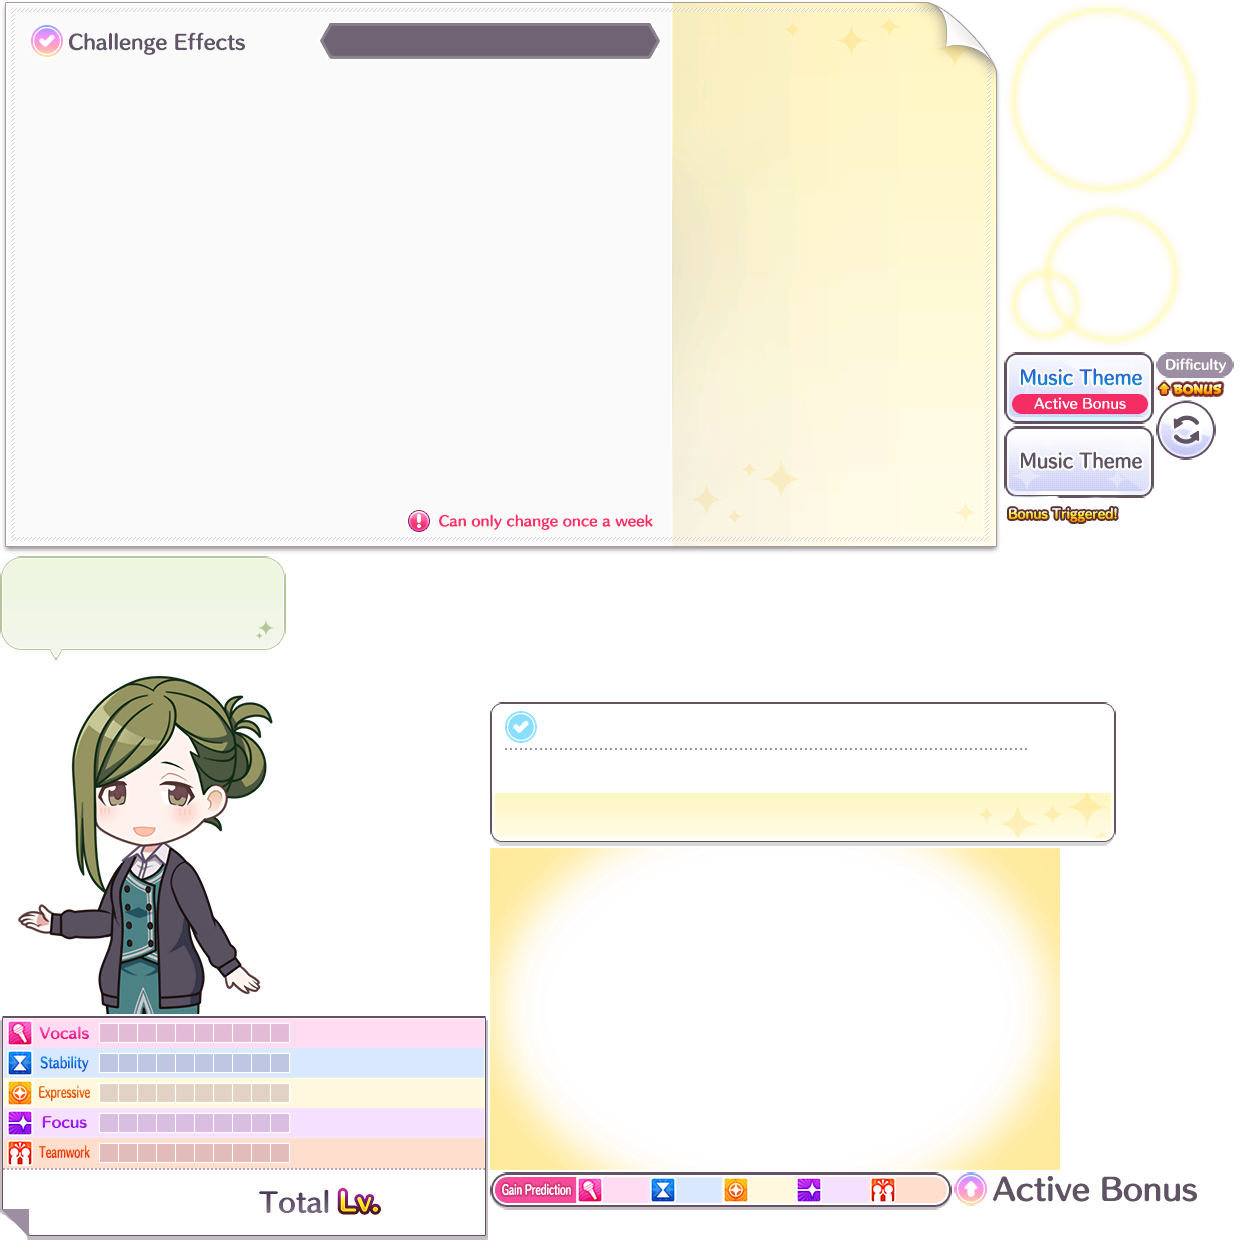 Challenge Effects
Can only change once a week
Music Theme
Active Bonus
Difficulty
BONUS
Music Theme
Bonus Triggered!
Vocals
Stability
Expressive
Focus
Teamwork
Total Lv.
Gain Prediction
Active Bonus